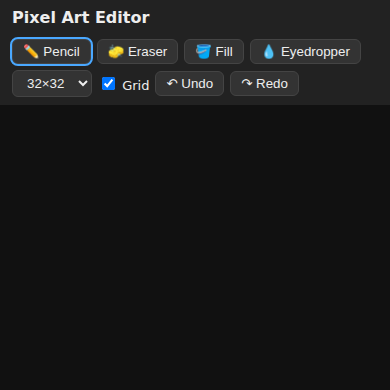 Pixel Art Editor
✏️ Pencil 🧽 Eraser 🪣 Fill 💧 Eyedropper
32×32 Grid ↶ Undo ↷ Redo